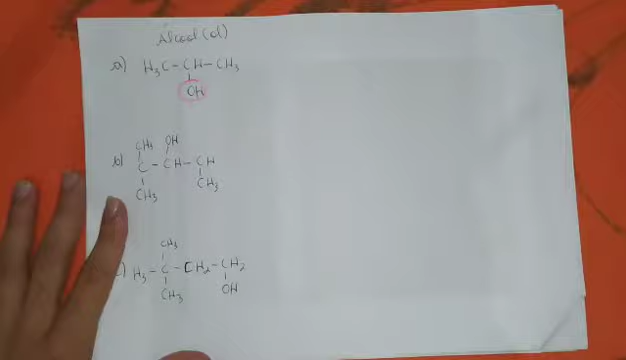 Álcool (ol)
a) H₃C - CH - CH₃
OH
b) CH₃ OH
C - CH - CH
CH₃ CH₃
CH₃
c) H₃ - C - CH₂ - CH₂
CH₃ OH